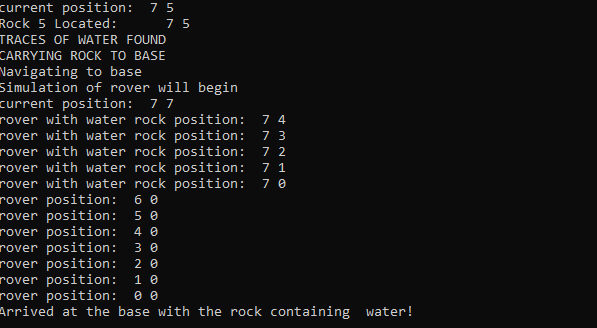 current position:  7 5
Rock 5 Located:      7 5
TRACES OF WATER FOUND
CARRYING ROCK TO BASE
Navigating to base
Simulation of rover will begin
current position:  7 7
rover with water rock position:  7 4
rover with water rock position:  7 3
rover with water rock position:  7 2
rover with water rock position:  7 1
rover with water rock position:  7 0
rover position:  6 0
rover position:  5 0
rover position:  4 0
rover position:  3 0
rover position:  2 0
rover position:  1 0
rover position:  0 0
Arrived at the base with the rock containing  water!